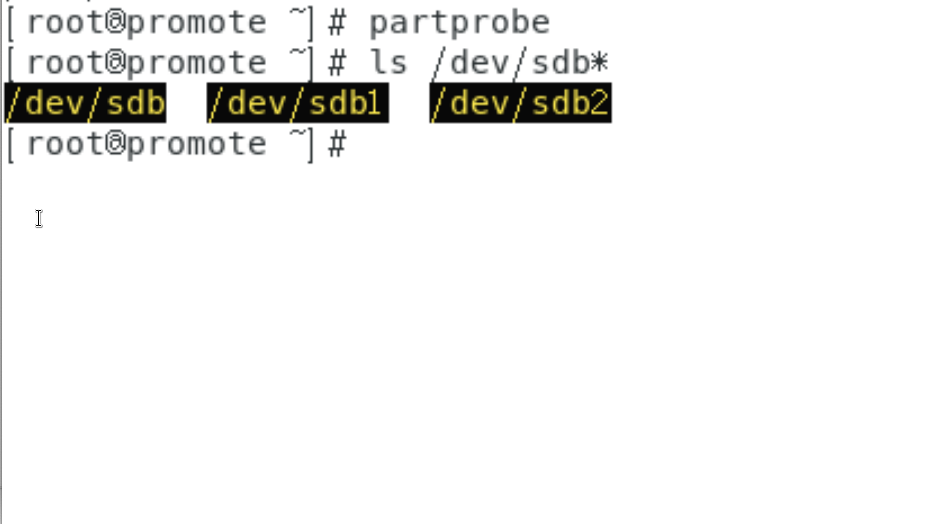 [root@promote ~]# partprobe
[root@promote ~]# ls /dev/sdb*
/dev/sdb  /dev/sdb1  /dev/sdb2
[root@promote ~]#